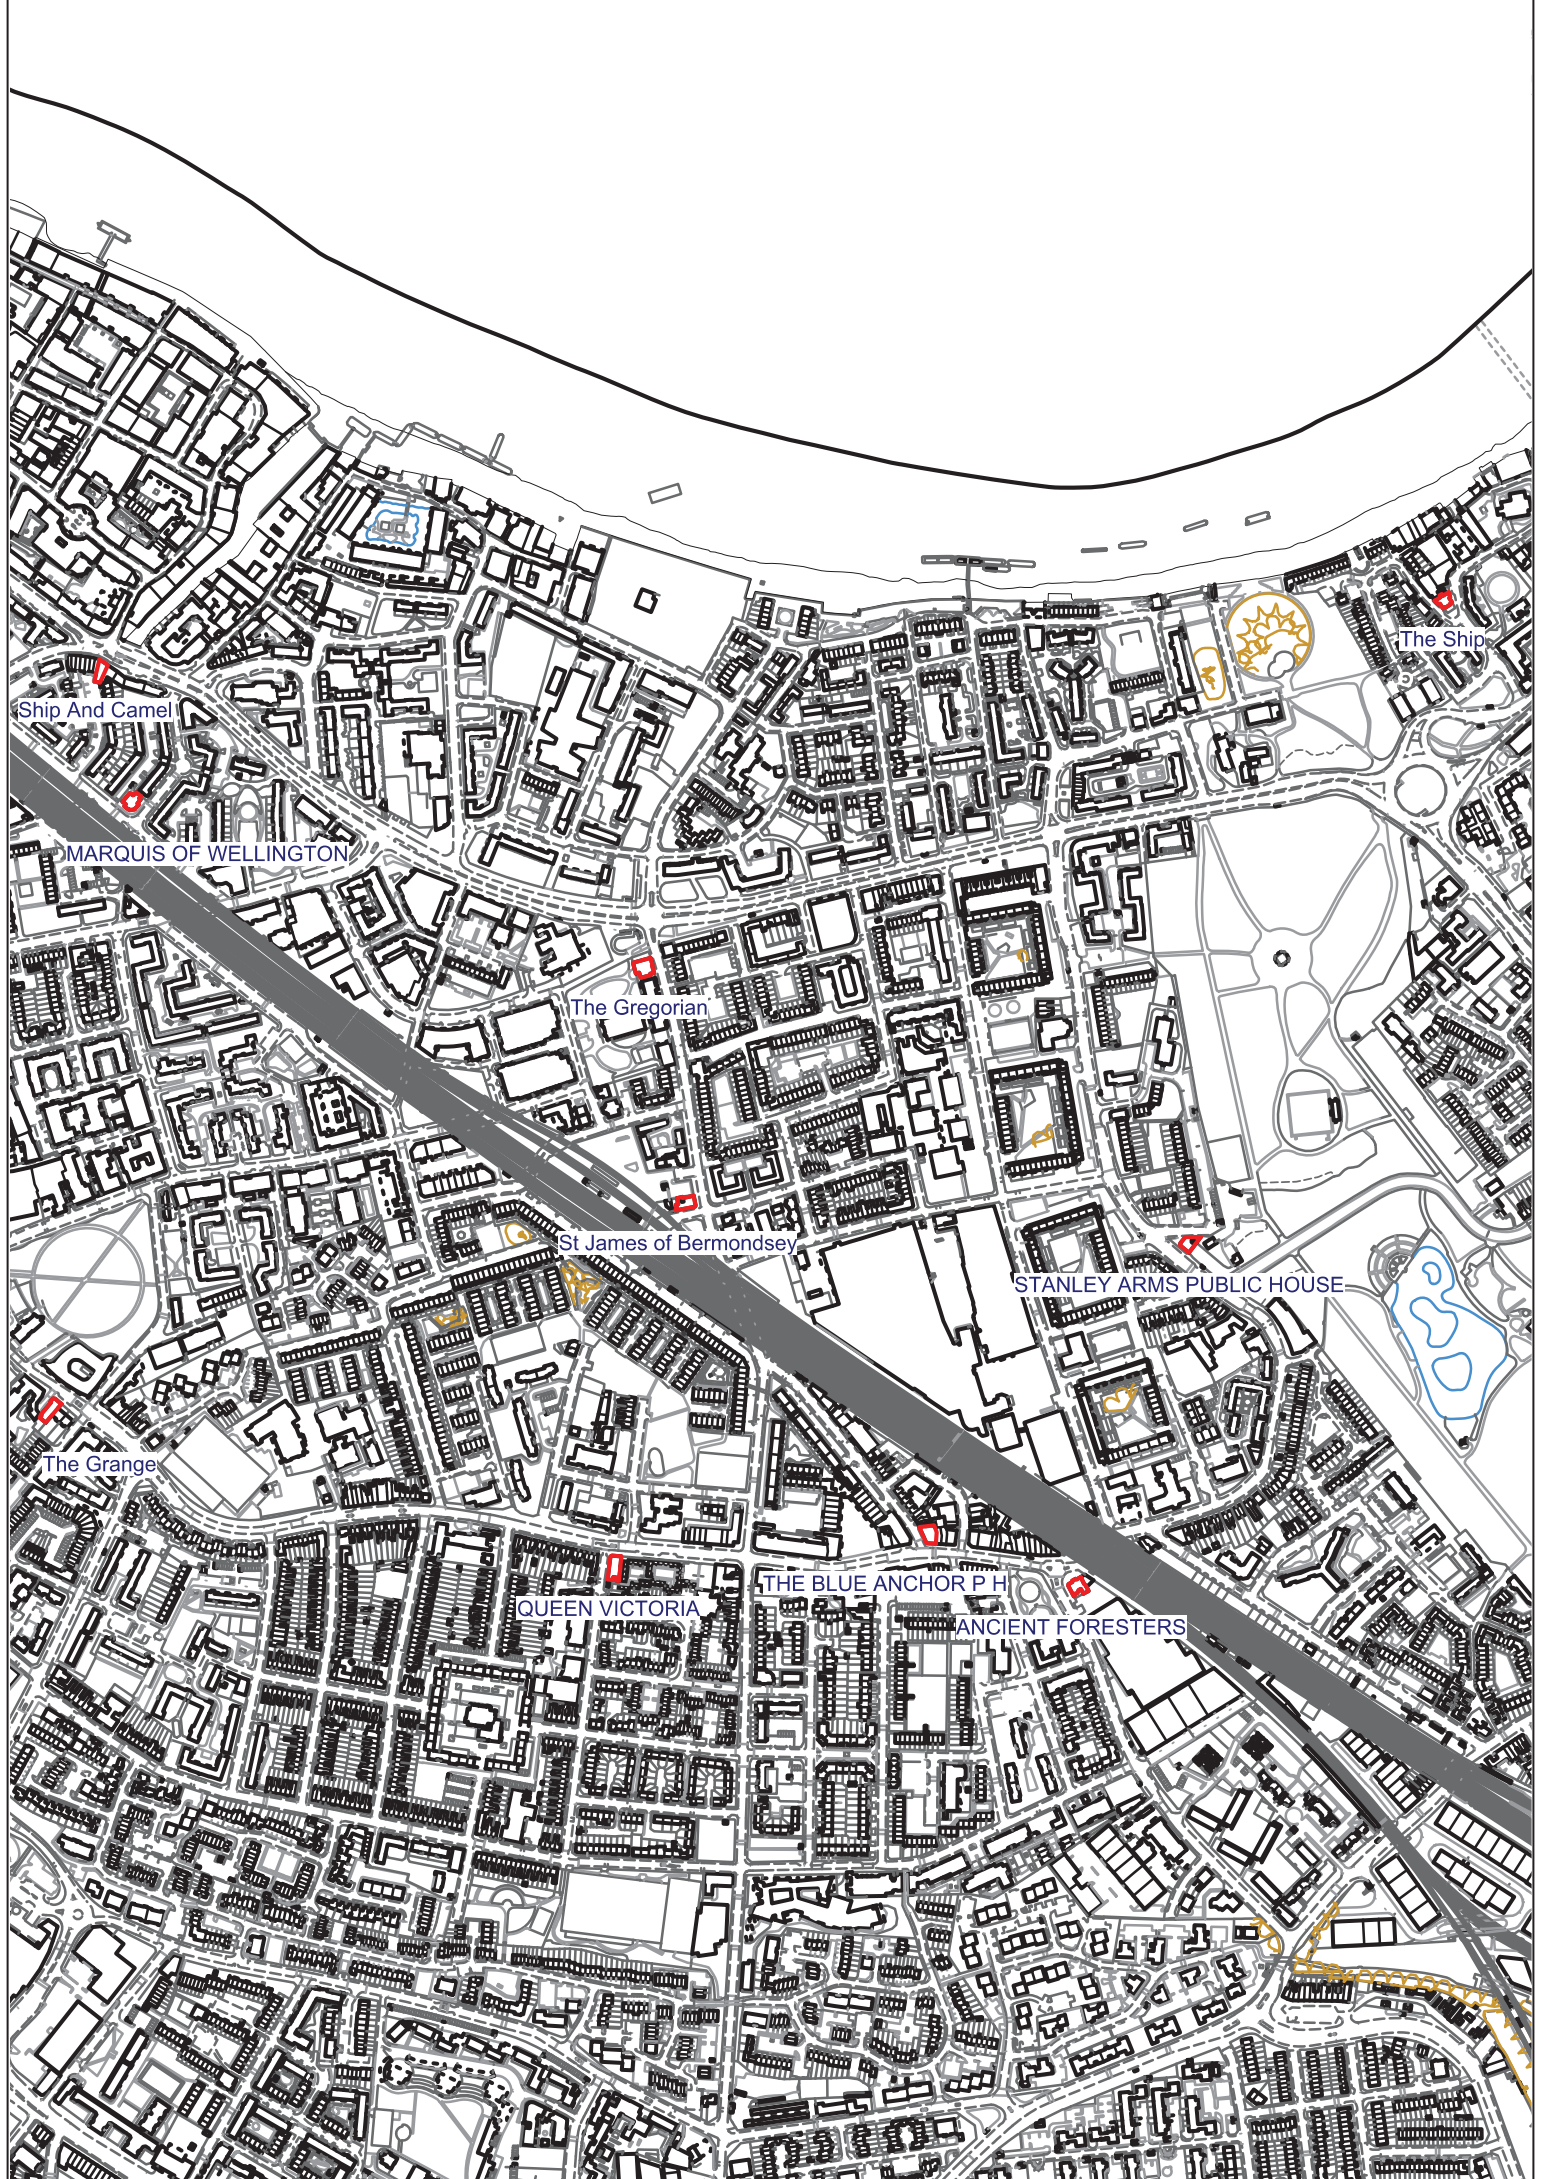 The Ship
Ship And Camel
MARQUIS OF WELLINGTON
The Gregorian
St James of Bermondsey
STANLEY ARMS PUBLIC HOUSE
The Grange
THE BLUE ANCHOR P H
QUEEN VICTORIA
ANCIENT FORESTERS